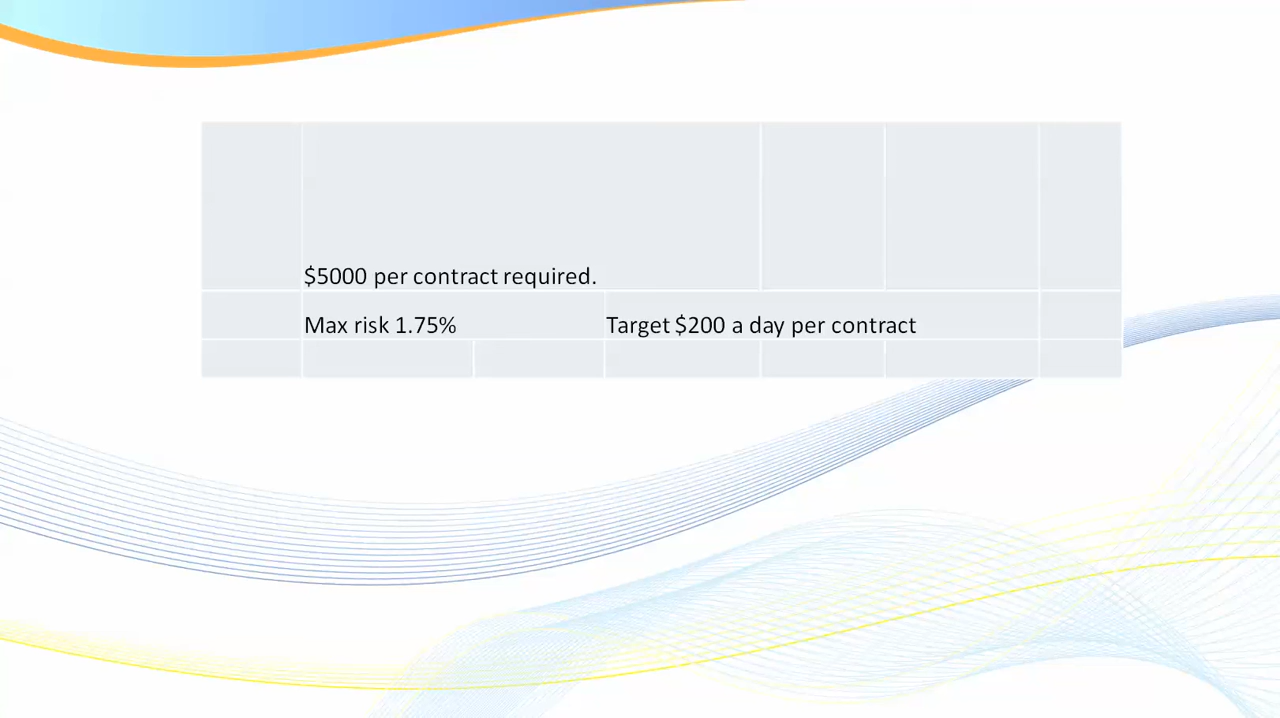 $5000 per contract required.
Max risk 1.75% Target $200 a day per contract